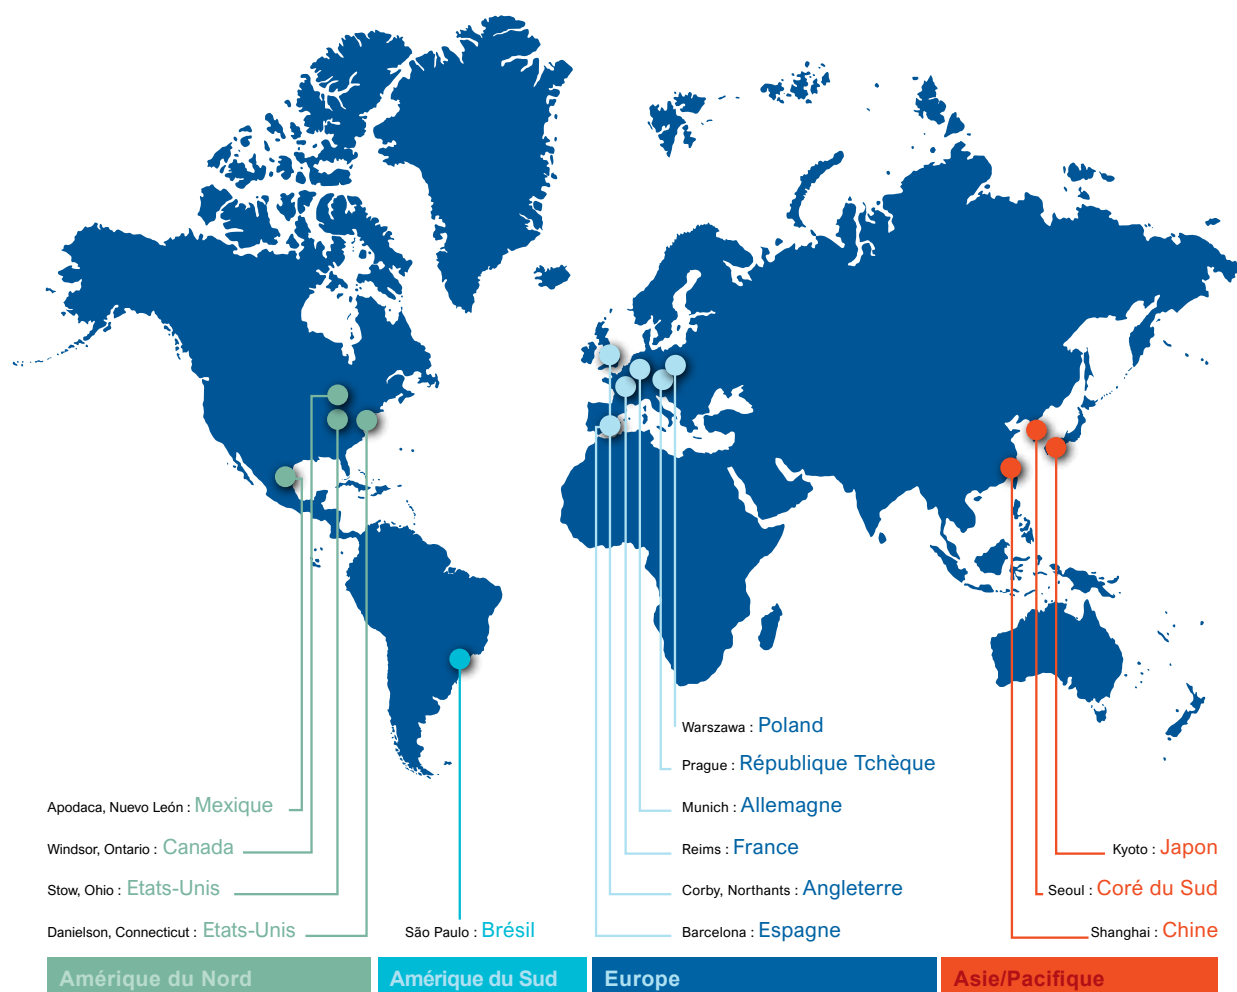 Warszawa : Poland
Prague : République Tchèque
Apodaca, Nuevo León : Mexique
Munich : Allemagne
Windsor, Ontario : Canada
Reims : France
Kyoto : Japon
Stow, Ohio : Etats-Unis
Corby, Northants : Angleterre
Seoul : Coré du Sud
Danielson, Connecticut : Etats-Unis
São Paulo : Brésil
Barcelona : Espagne
Shanghai : Chine
Amérique du Nord
Amérique du Sud
Europe
Asie/Pacifique